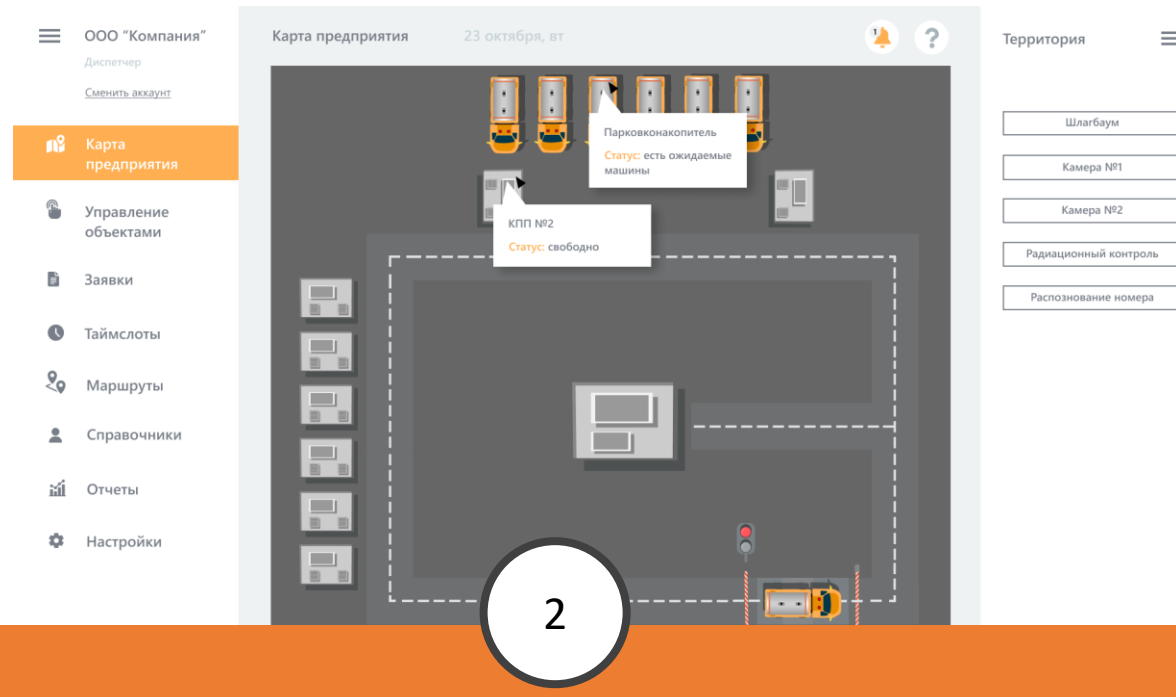 ООО "Компания"
Диспетчер
Сменить аккаунт
Карта
предприятия
Управление
объектами
Заявки
Таймслоты
Маршруты
Справочники
Отчеты
Настройки
Карта предприятия
23 октября, вт
1
?
Парковконакопитель
Статус: есть ожидаемые
машины
КПП №2
Статус: свободно
Территория
Шлагбаум
Камера №1
Камера №2
Радиационный контроль
Распознование номера
2